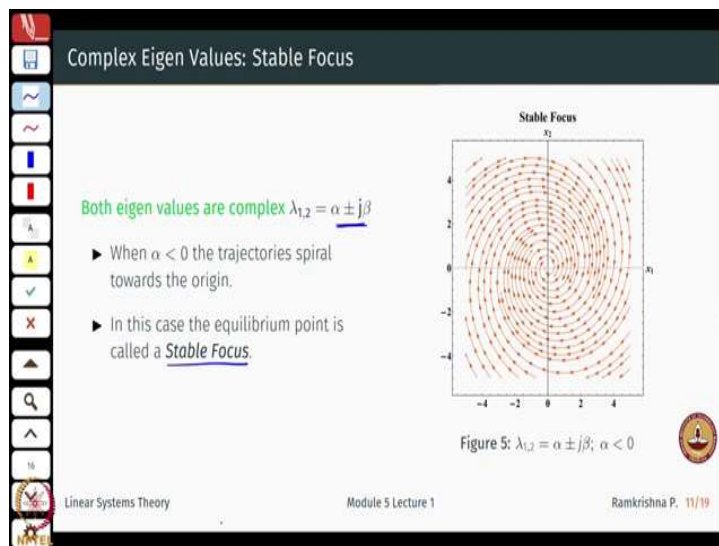 Complex Eigen Values: Stable Focus
Stable Focus
x₂
Both eigen values are complex λ₁,₂ = α ± jβ
▶ When α < 0 the trajectories spiral
towards the origin.
▶ In this case the equilibrium point is
called a Stable Focus.
4
2
0
−2
−4
x₁
−4 −2 0 2 4
Figure 5: λ₁,₂ = α ± jβ; α < 0
A
A
16
NPTEL
Linear Systems Theory Module 5 Lecture 1 Ramkrishna P. 11/19